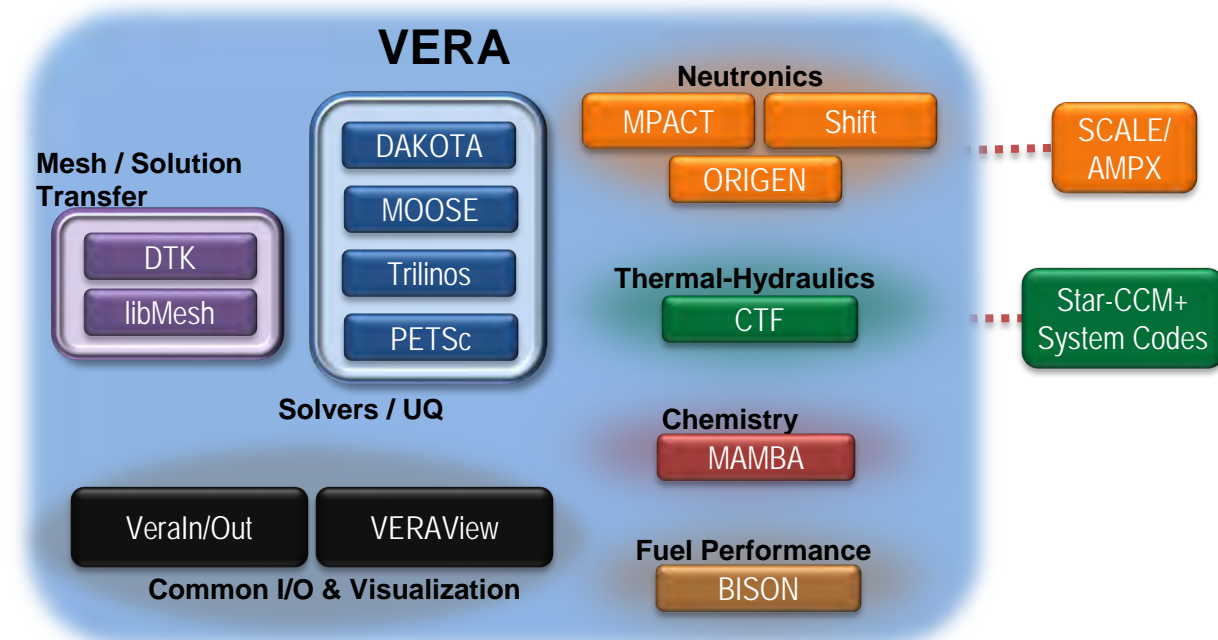 VERA
Mesh / Solution
Transfer
DTK
libMesh
DAKOTA
MOOSE
Trilinos
PETSc
Solvers / UQ
VeraIn/Out
VERAView
Common I/O & Visualization
Neutronics
MPACT
Shift
ORIGEN
Thermal-Hydraulics
CTF
Chemistry
MAMBA
Fuel Performance
BISON
SCALE/
AMPX
Star-CCM+
System Codes